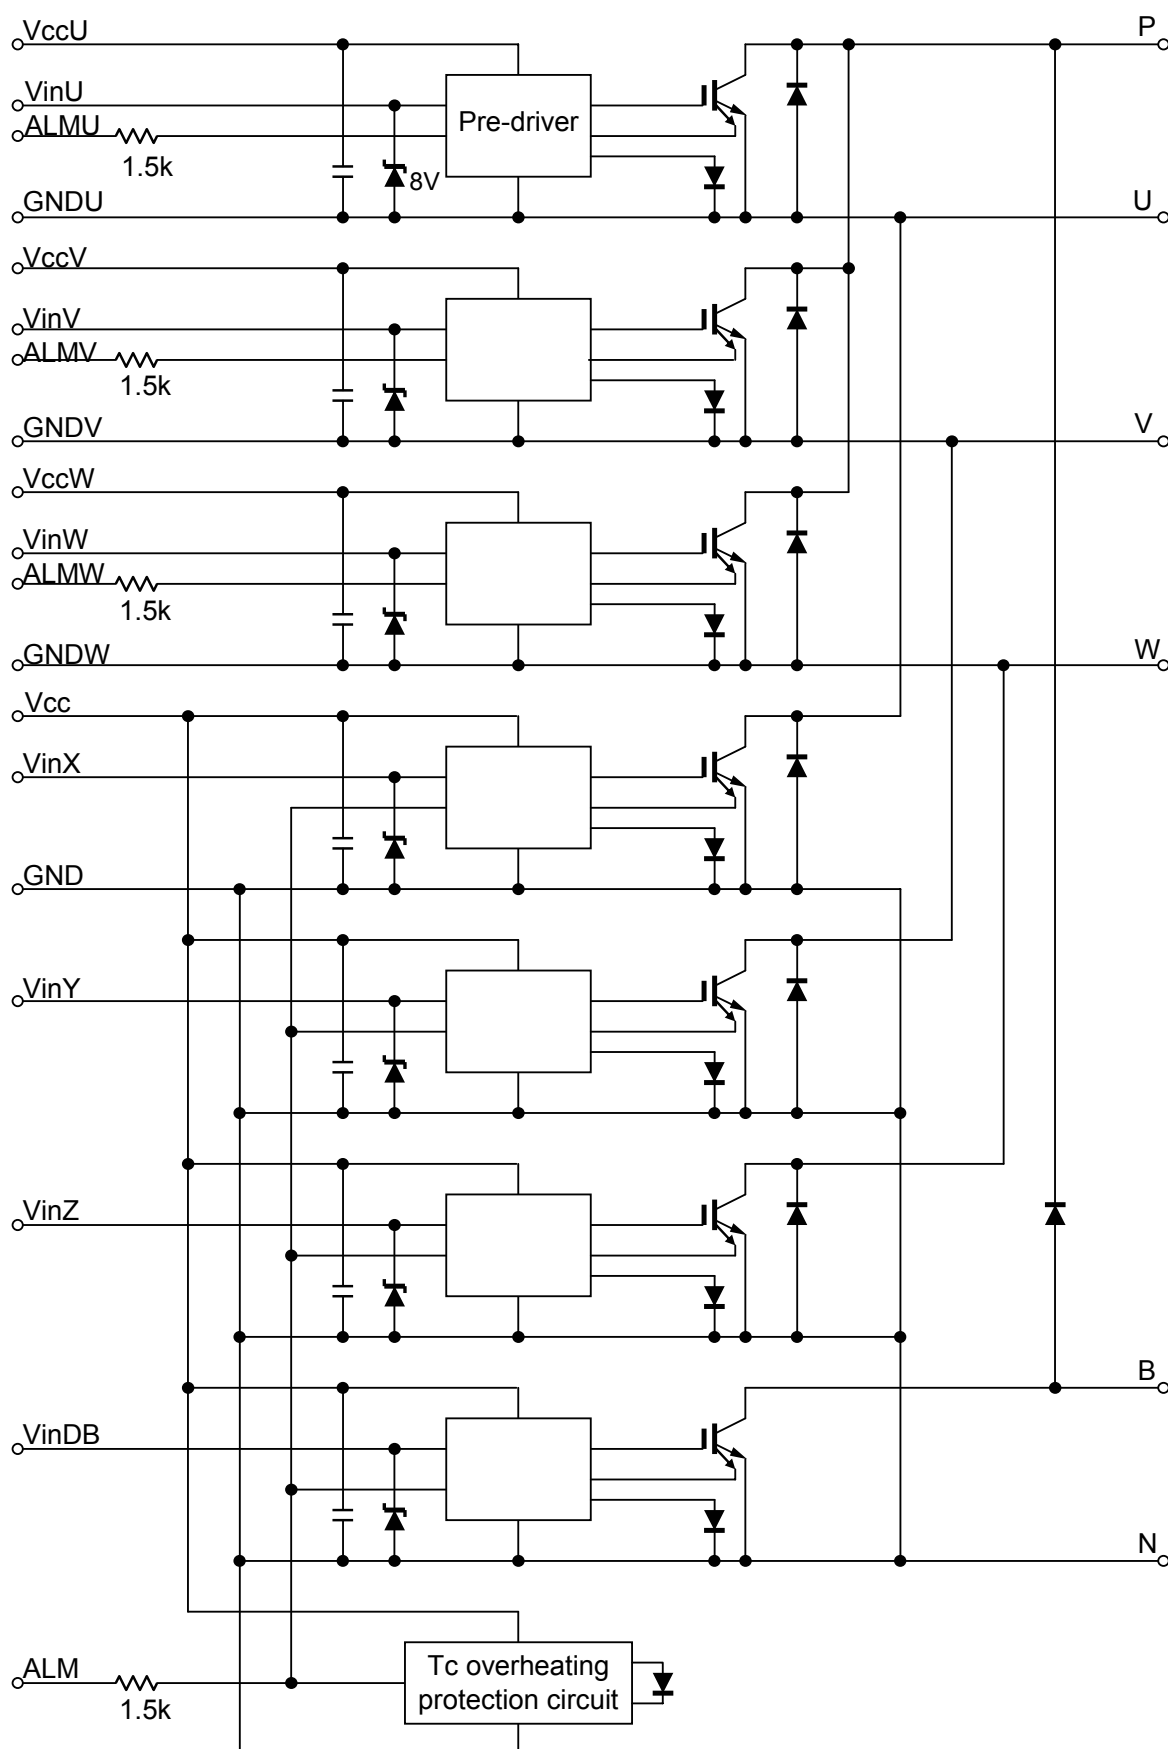 VccU
P
VinU
ALMU
Pre-driver
1.5k
8V
GNDU
U
VccV
VinV
ALMV
1.5k
GNDV
V
VccW
VinW
ALMW
1.5k
GNDW
W
Vcc
VinX
GND
VinY
VinZ
B
VinDB
N
ALM
Tc overheating
protection circuit
1.5k